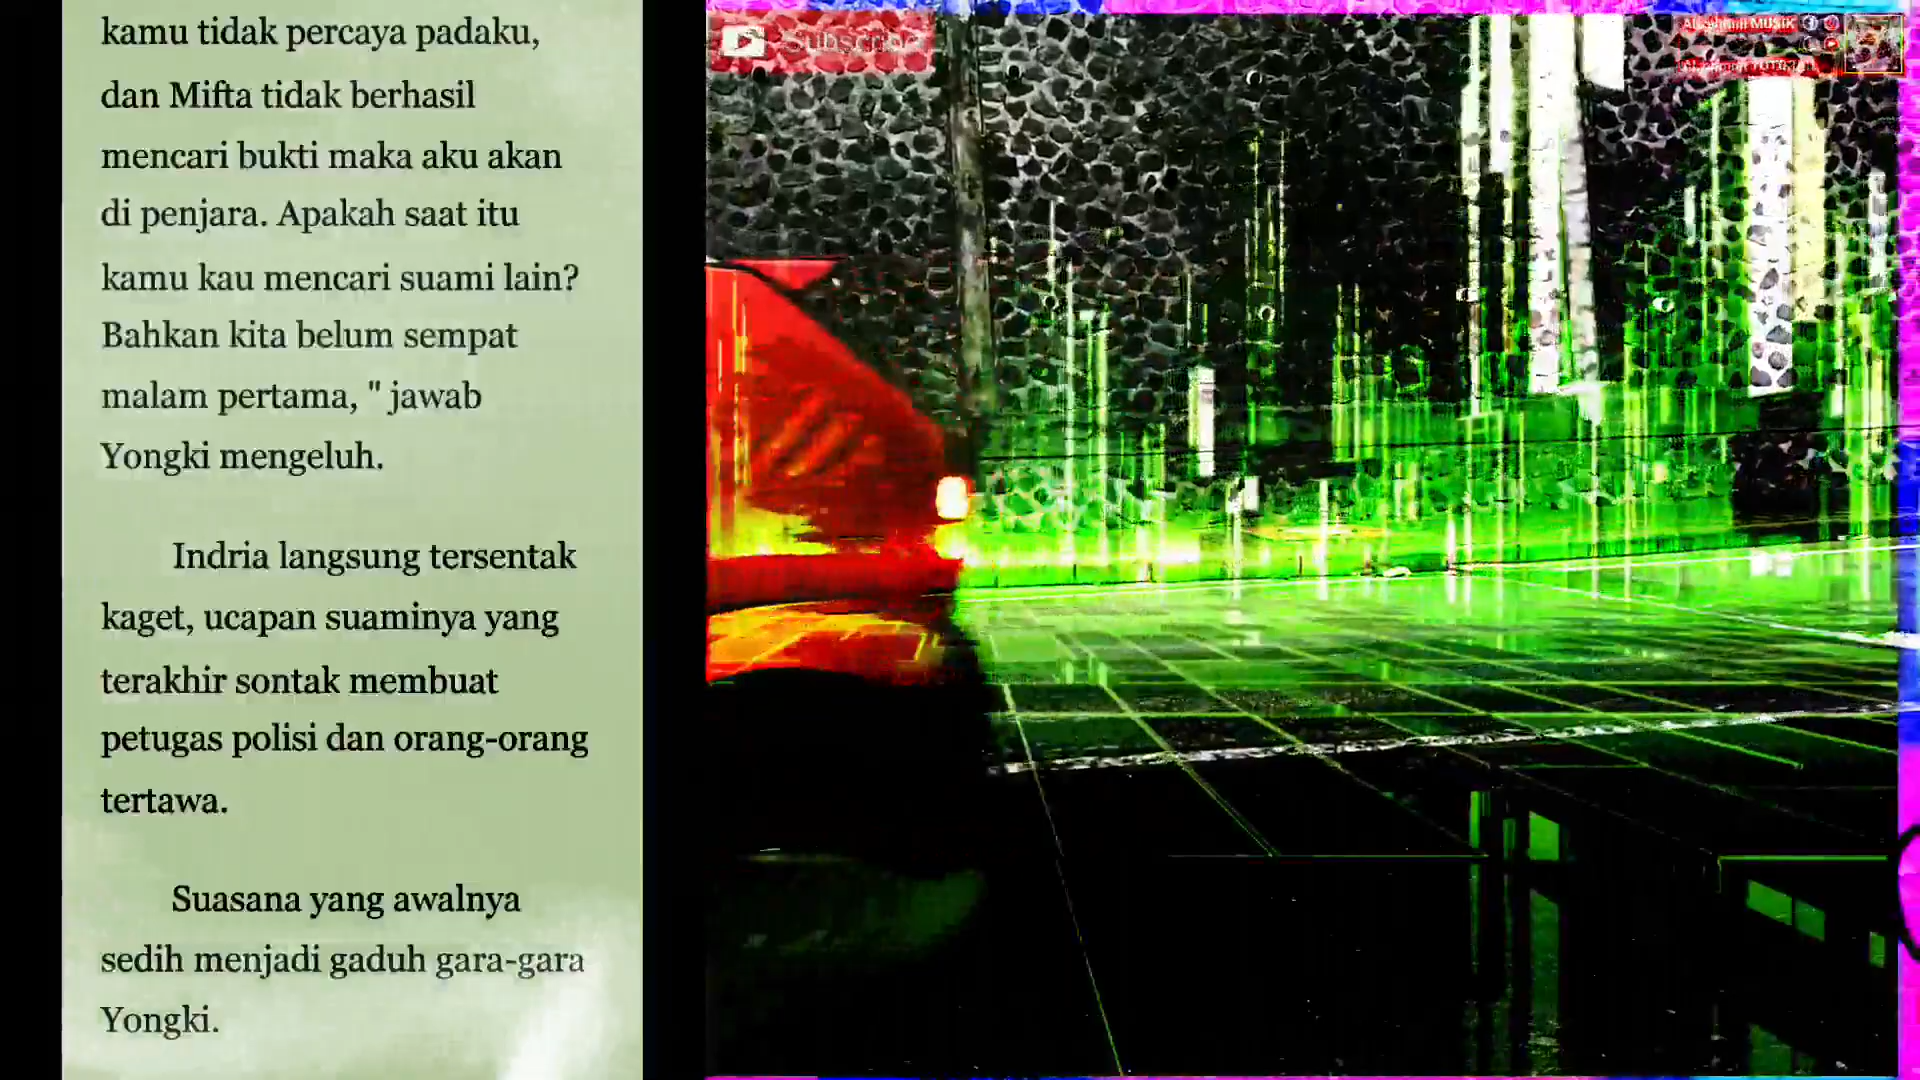 kamu tidak percaya padaku,
dan Mifta tidak berhasil
mencari bukti maka aku akan
di penjara. Apakah saat itu
kamu kau mencari suami lain?
Bahkan kita belum sempat
malam pertama, " jawab
Yongki mengeluh.
Indria langsung tersentak
kaget, ucapan suaminya yang
terakhir sontak membuat
petugas polisi dan orang-orang
tertawa.
Suasana yang awalnya
sedih menjadi gaduh gara-gara
Yongki.
Subscribe
MUSIK